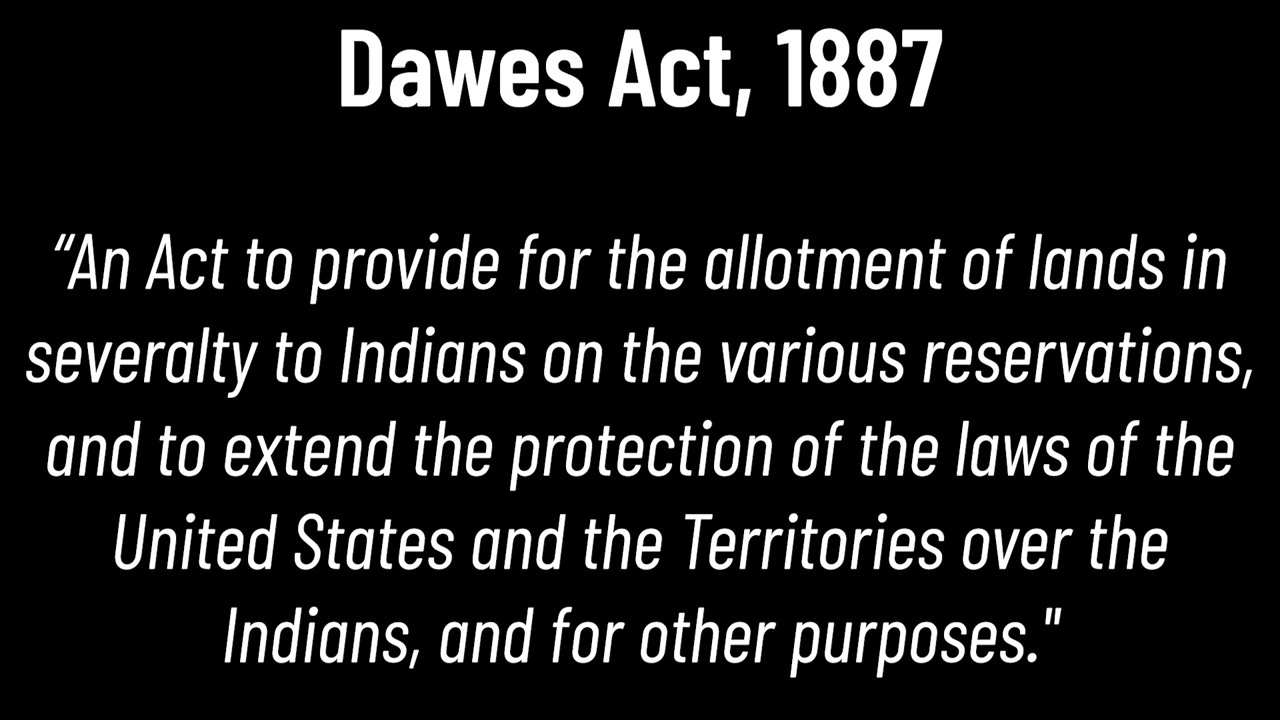 Dawes Act, 1887
“An Act to provide for the allotment of lands in
severalty to Indians on the various reservations,
and to extend the protection of the laws of the
United States and the Territories over the
Indians, and for other purposes."